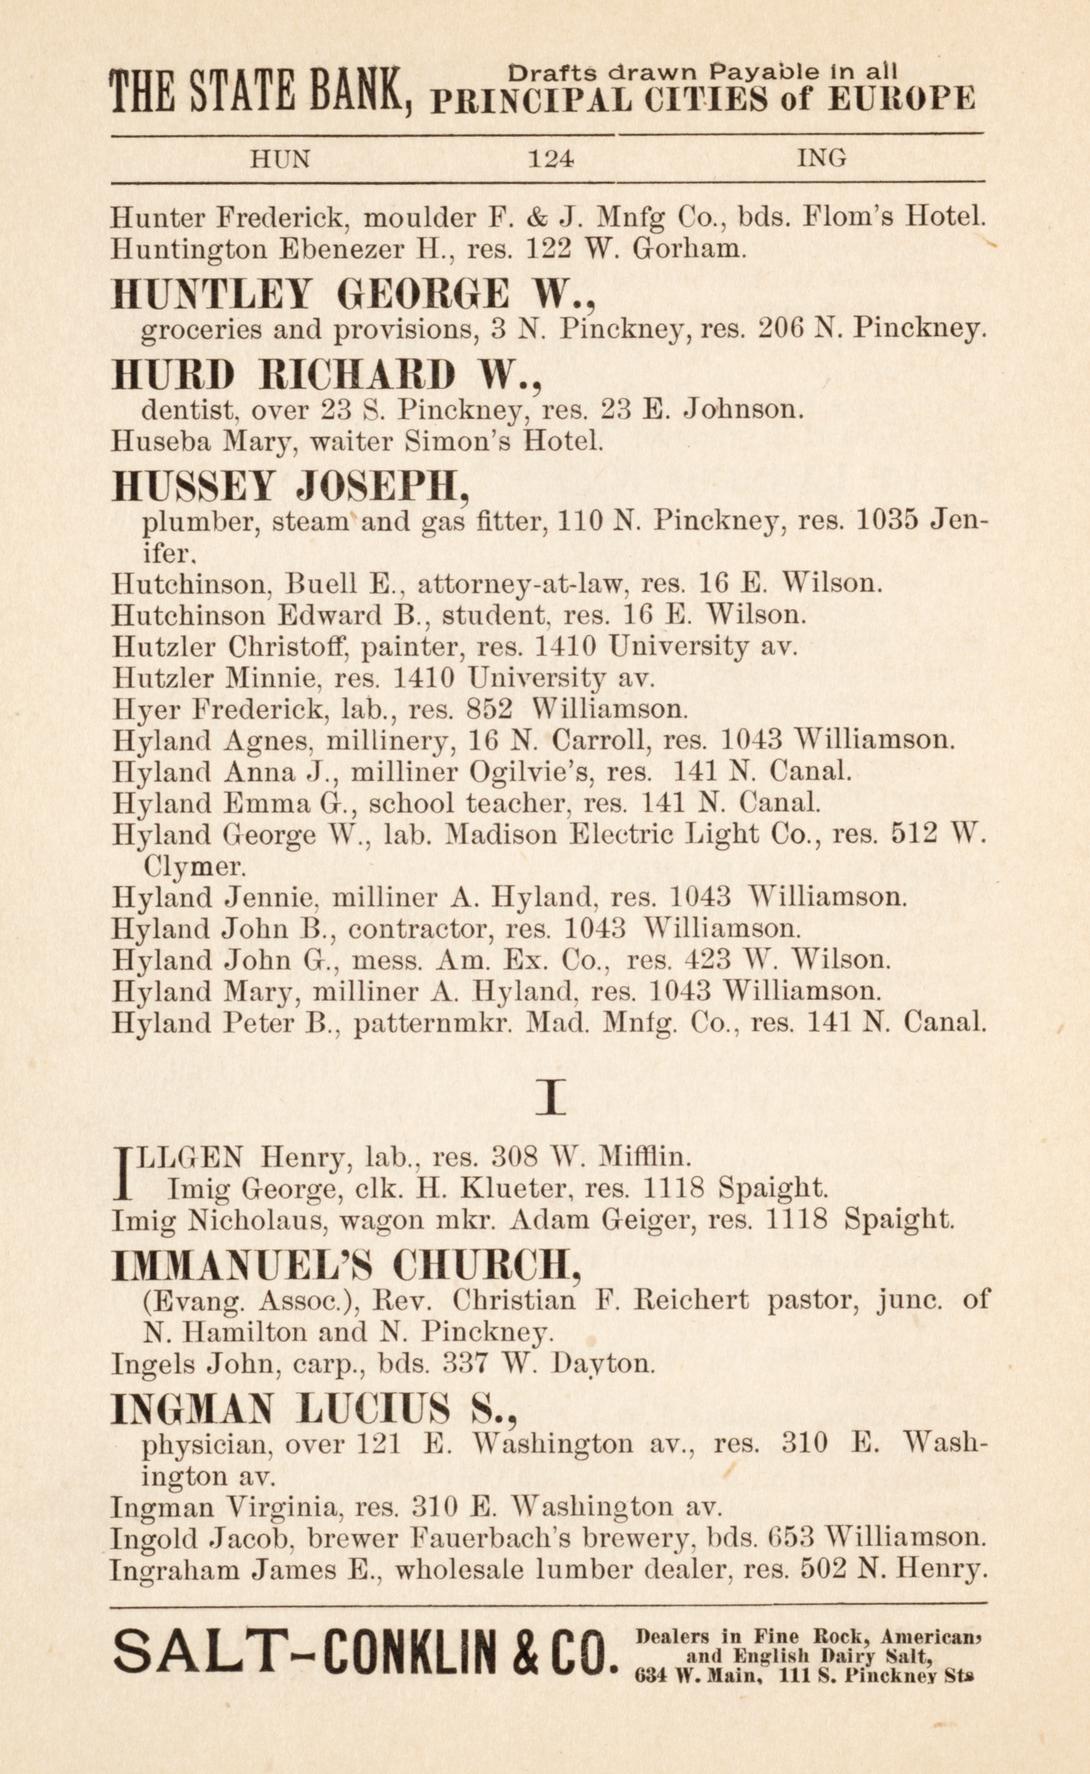 THE STATE BANK, Drafts drawn Payable in all
PRINCIPAL CITIES of EUROPE
HUN 124 ING
Hunter Frederick, moulder F. & J. Mnfg Co., bds. Flom's Hotel.
Huntington Ebenezer H., res. 122 W. Gorham.
HUNTLEY GEORGE W.,
groceries and provisions, 3 N. Pinckney, res. 206 N. Pinckney.
HURD RICHARD W.,
dentist, over 23 S. Pinckney, res. 23 E. Johnson.
Huseba Mary, waiter Simon's Hotel.
HUSSEY JOSEPH,
plumber, steam and gas fitter, 110 N. Pinckney, res. 1035 Jen-
ifer.
Hutchinson, Buell E., attorney-at-law, res. 16 E. Wilson.
Hutchinson Edward B., student, res. 16 E. Wilson.
Hutzler Christoff, painter, res. 1410 University av.
Hutzler Minnie, res. 1410 University av.
Hyer Frederick, lab., res. 852 Williamson.
Hyland Agnes, millinery, 16 N. Carroll, res. 1043 Williamson.
Hyland Anna J., milliner Ogilvie's, res. 141 N. Canal.
Hyland Emma G., school teacher, res. 141 N. Canal.
Hyland George W., lab. Madison Electric Light Co., res. 512 W.
Clymer.
Hyland Jennie, milliner A. Hyland, res. 1043 Williamson.
Hyland John B., contractor, res. 1043 Williamson.
Hyland John G., mess. Am. Ex. Co., res. 423 W. Wilson.
Hyland Mary, milliner A. Hyland, res. 1043 Williamson.
Hyland Peter B., patternmkr. Mad. Mnfg. Co., res. 141 N. Canal.
I
ILLGEN Henry, lab., res. 308 W. Mifflin.
Imig George, clk. H. Klueter, res. 1118 Spaight.
Imig Nicholaus, wagon mkr. Adam Geiger, res. 1118 Spaight.
IMMANUEL'S CHURCH,
(Evang. Assoc.), Rev. Christian F. Reichert pastor, junc. of
N. Hamilton and N. Pinckney.
Ingels John, carp., bds. 337 W. Dayton.
INGMAN LUCIUS S.,
physician, over 121 E. Washington av., res. 310 E. Wash-
ington av.
Ingman Virginia, res. 310 E. Washington av.
Ingold Jacob, brewer Fauerbach's brewery, bds. 653 Williamson.
Ingraham James E., wholesale lumber dealer, res. 502 N. Henry.
SALT-CONKLIN & CO. Dealers in Fine Rock, American,
and English Dairy Salt,
634 W. Main, 111 S. Pinckney Sts